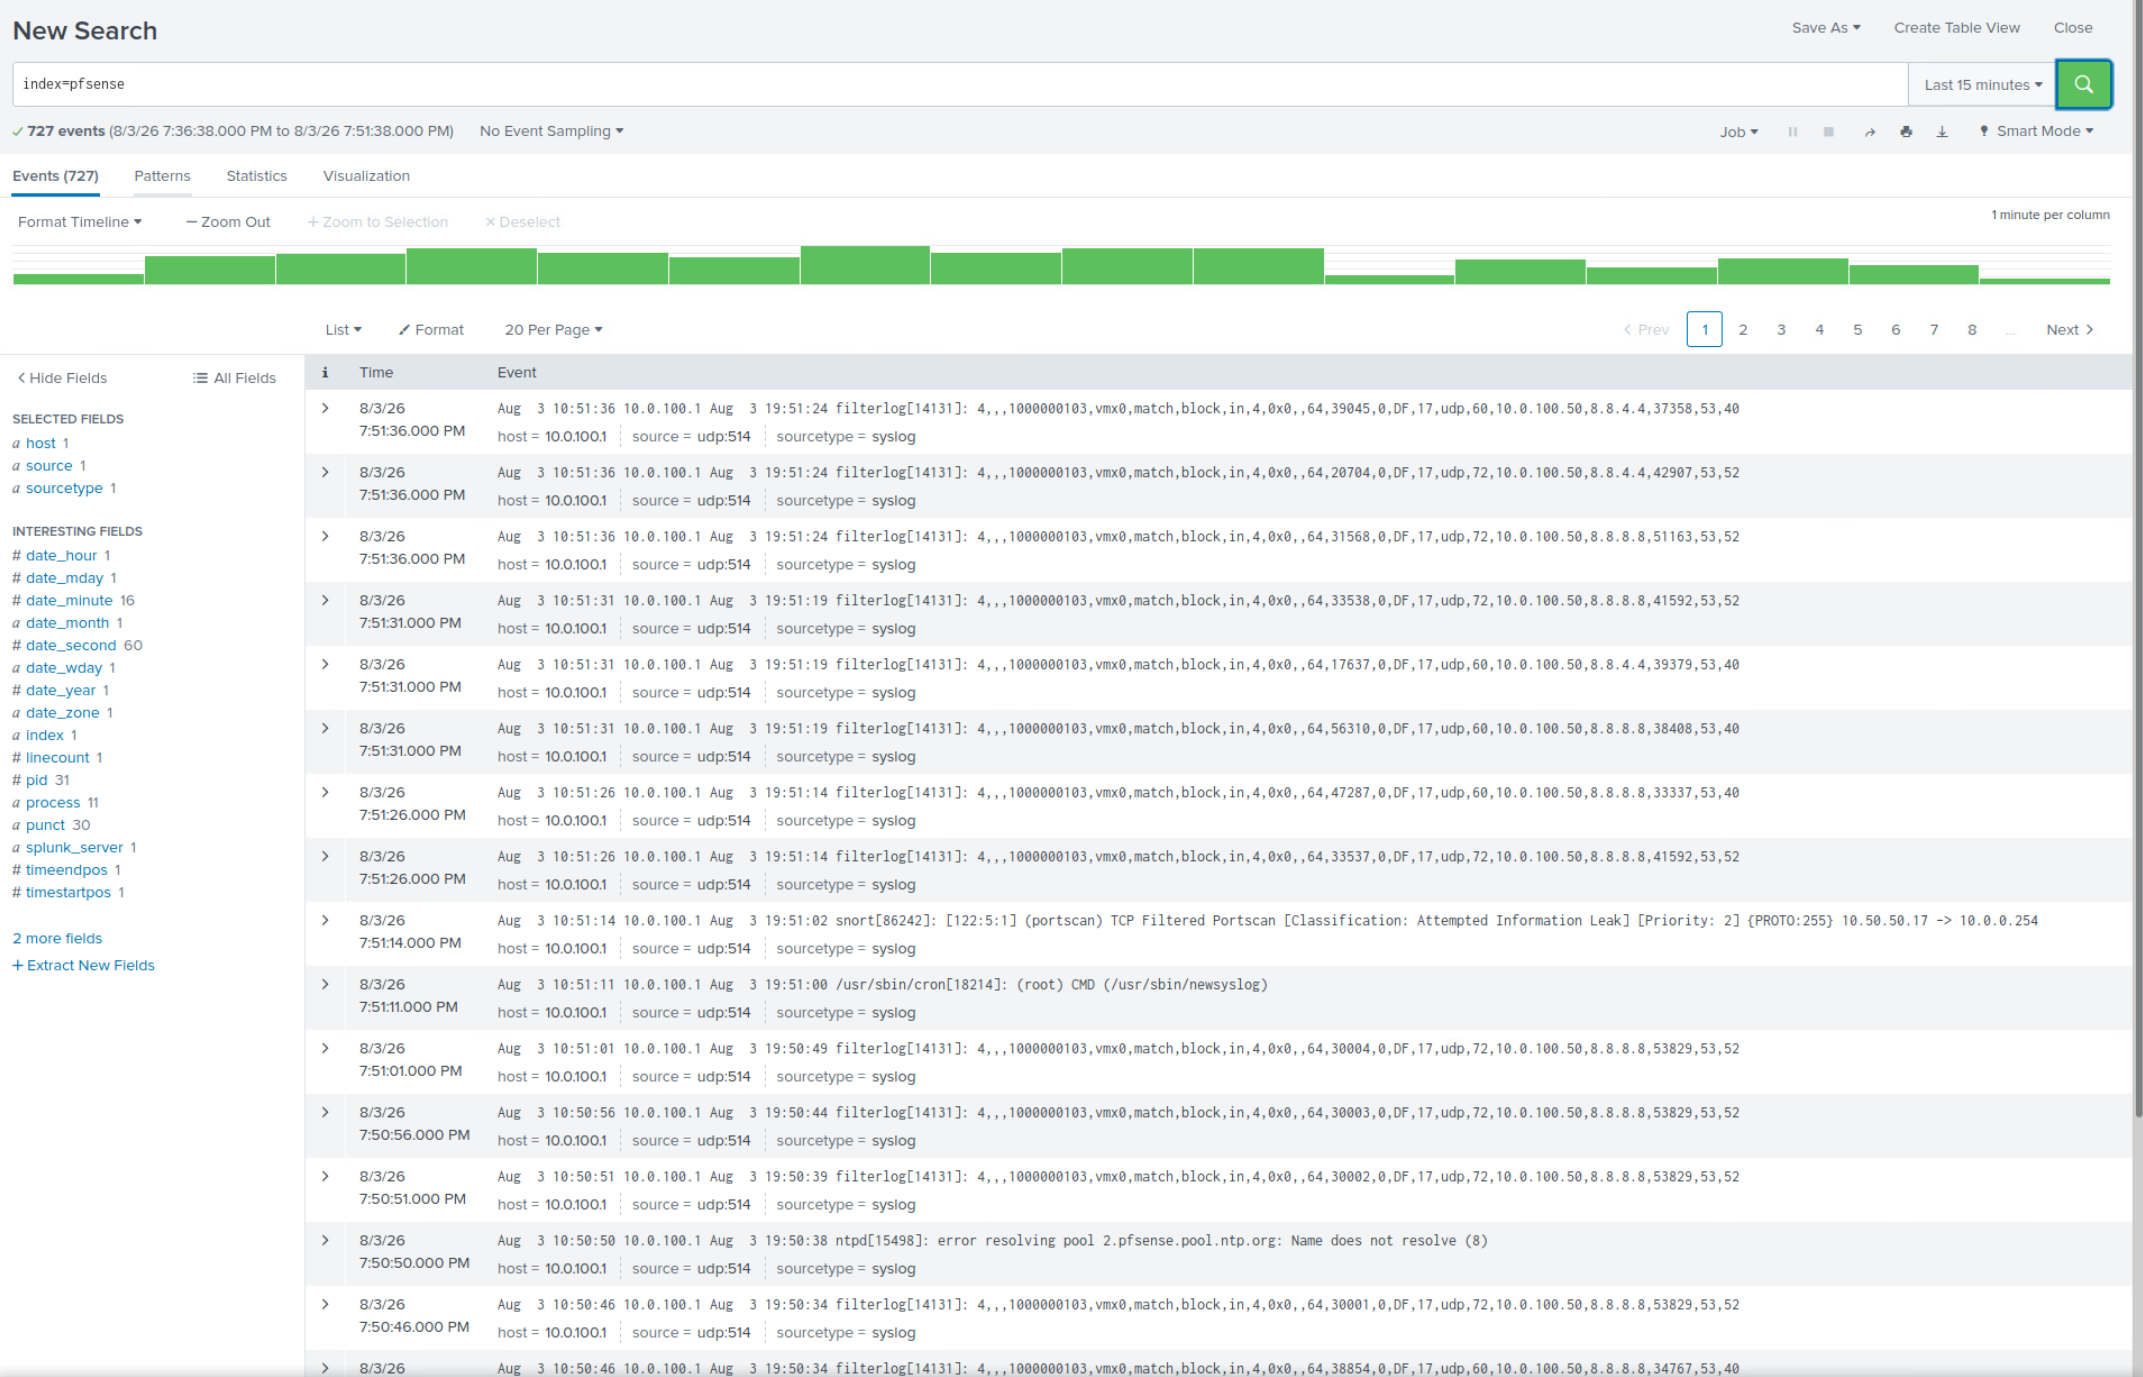 New Search
Save As Create Table View Close
index=pfsense
Last 15 minutes
727 events (8/3/26 7:36:38.000 PM to 8/3/26 7:51:38.000 PM) No Event Sampling
Job Smart Mode
Events (727) Patterns Statistics Visualization
Format Timeline — Zoom Out + Zoom to Selection × Deselect
1 minute per column
List Format 20 Per Page
< Prev 1 2 3 4 5 6 7 8 ... Next >
< Hide Fields All Fields
SELECTED FIELDS
a host 1
a source 1
a sourcetype 1
INTERESTING FIELDS
# date_hour 1
# date_mday 1
# date_minute 16
a date_month 1
# date_second 60
a date_wday 1
# date_year 1
a date_zone 1
a index 1
# linecount 1
# pid 31
a process 11
a punct 30
a splunk_server 1
# timeendpos 1
# timestartpos 1
2 more fields
+ Extract New Fields
i Time Event
8/3/26 Aug 3 10:51:36 10.0.100.1 Aug 3 19:51:24 filterlog[14131]: 4,,,1000000103,vmx0,match,block,in,4,0x0,,64,39045,0,DF,17,udp,60,10.0.100.50,8.8.4.4,37358,53,40
7:51:36.000 PM host = 10.0.100.1 source = udp:514 sourcetype = syslog
8/3/26 Aug 3 10:51:36 10.0.100.1 Aug 3 19:51:24 filterlog[14131]: 4,,,1000000103,vmx0,match,block,in,4,0x0,,64,20704,0,DF,17,udp,72,10.0.100.50,8.8.4.4,42907,53,52
7:51:36.000 PM host = 10.0.100.1 source = udp:514 sourcetype = syslog
8/3/26 Aug 3 10:51:36 10.0.100.1 Aug 3 19:51:24 filterlog[14131]: 4,,,1000000103,vmx0,match,block,in,4,0x0,,64,31568,0,DF,17,udp,72,10.0.100.50,8.8.8.8,51163,53,52
7:51:36.000 PM host = 10.0.100.1 source = udp:514 sourcetype = syslog
8/3/26 Aug 3 10:51:31 10.0.100.1 Aug 3 19:51:19 filterlog[14131]: 4,,,1000000103,vmx0,match,block,in,4,0x0,,64,33538,0,DF,17,udp,72,10.0.100.50,8.8.8.8,41592,53,52
7:51:31.000 PM host = 10.0.100.1 source = udp:514 sourcetype = syslog
8/3/26 Aug 3 10:51:31 10.0.100.1 Aug 3 19:51:19 filterlog[14131]: 4,,,1000000103,vmx0,match,block,in,4,0x0,,64,17637,0,DF,17,udp,60,10.0.100.50,8.8.4.4,39379,53,40
7:51:31.000 PM host = 10.0.100.1 source = udp:514 sourcetype = syslog
8/3/26 Aug 3 10:51:31 10.0.100.1 Aug 3 19:51:19 filterlog[14131]: 4,,,1000000103,vmx0,match,block,in,4,0x0,,64,56310,0,DF,17,udp,60,10.0.100.50,8.8.8.8,38408,53,40
7:51:31.000 PM host = 10.0.100.1 source = udp:514 sourcetype = syslog
8/3/26 Aug 3 10:51:26 10.0.100.1 Aug 3 19:51:14 filterlog[14131]: 4,,,1000000103,vmx0,match,block,in,4,0x0,,64,47287,0,DF,17,udp,60,10.0.100.50,8.8.8.8,33337,53,40
7:51:26.000 PM host = 10.0.100.1 source = udp:514 sourcetype = syslog
8/3/26 Aug 3 10:51:26 10.0.100.1 Aug 3 19:51:14 filterlog[14131]: 4,,,1000000103,vmx0,match,block,in,4,0x0,,64,33537,0,DF,17,udp,72,10.0.100.50,8.8.8.8,41592,53,52
7:51:26.000 PM host = 10.0.100.1 source = udp:514 sourcetype = syslog
8/3/26 Aug 3 10:51:14 10.0.100.1 Aug 3 19:51:02 snort[86242]: [122:5:1] (portscan) TCP Filtered Portscan [Classification: Attempted Information Leak] [Priority: 2] {PROTO:255} 10.50.50.17 -> 10.0.0.254
7:51:14.000 PM host = 10.0.100.1 source = udp:514 sourcetype = syslog
8/3/26 Aug 3 10:51:11 10.0.100.1 Aug 3 19:51:00 /usr/sbin/cron[18214]: (root) CMD (/usr/sbin/newsyslog)
7:51:11.000 PM host = 10.0.100.1 source = udp:514 sourcetype = syslog
8/3/26 Aug 3 10:51:01 10.0.100.1 Aug 3 19:50:49 filterlog[14131]: 4,,,1000000103,vmx0,match,block,in,4,0x0,,64,30004,0,DF,17,udp,72,10.0.100.50,8.8.8.8,53829,53,52
7:51:01.000 PM host = 10.0.100.1 source = udp:514 sourcetype = syslog
8/3/26 Aug 3 10:50:56 10.0.100.1 Aug 3 19:50:44 filterlog[14131]: 4,,,1000000103,vmx0,match,block,in,4,0x0,,64,30003,0,DF,17,udp,72,10.0.100.50,8.8.8.8,53829,53,52
7:50:56.000 PM host = 10.0.100.1 source = udp:514 sourcetype = syslog
8/3/26 Aug 3 10:50:51 10.0.100.1 Aug 3 19:50:39 filterlog[14131]: 4,,,1000000103,vmx0,match,block,in,4,0x0,,64,30002,0,DF,17,udp,72,10.0.100.50,8.8.8.8,53829,53,52
7:50:51.000 PM host = 10.0.100.1 source = udp:514 sourcetype = syslog
8/3/26 Aug 3 10:50:50 10.0.100.1 Aug 3 19:50:38 ntpd[15498]: error resolving pool 2.pfsense.pool.ntp.org: Name does not resolve (8)
7:50:50.000 PM host = 10.0.100.1 source = udp:514 sourcetype = syslog
8/3/26 Aug 3 10:50:46 10.0.100.1 Aug 3 19:50:34 filterlog[14131]: 4,,,1000000103,vmx0,match,block,in,4,0x0,,64,30001,0,DF,17,udp,72,10.0.100.50,8.8.8.8,53829,53,52
7:50:46.000 PM host = 10.0.100.1 source = udp:514 sourcetype = syslog
8/3/26 Aug 3 10:50:46 10.0.100.1 Aug 3 19:50:34 filterlog[14131]: 4,,,1000000103,vmx0,match,block,in,4,0x0,,64,38854,0,DF,17,udp,60,10.0.100.50,8.8.8.8,34767,53,40